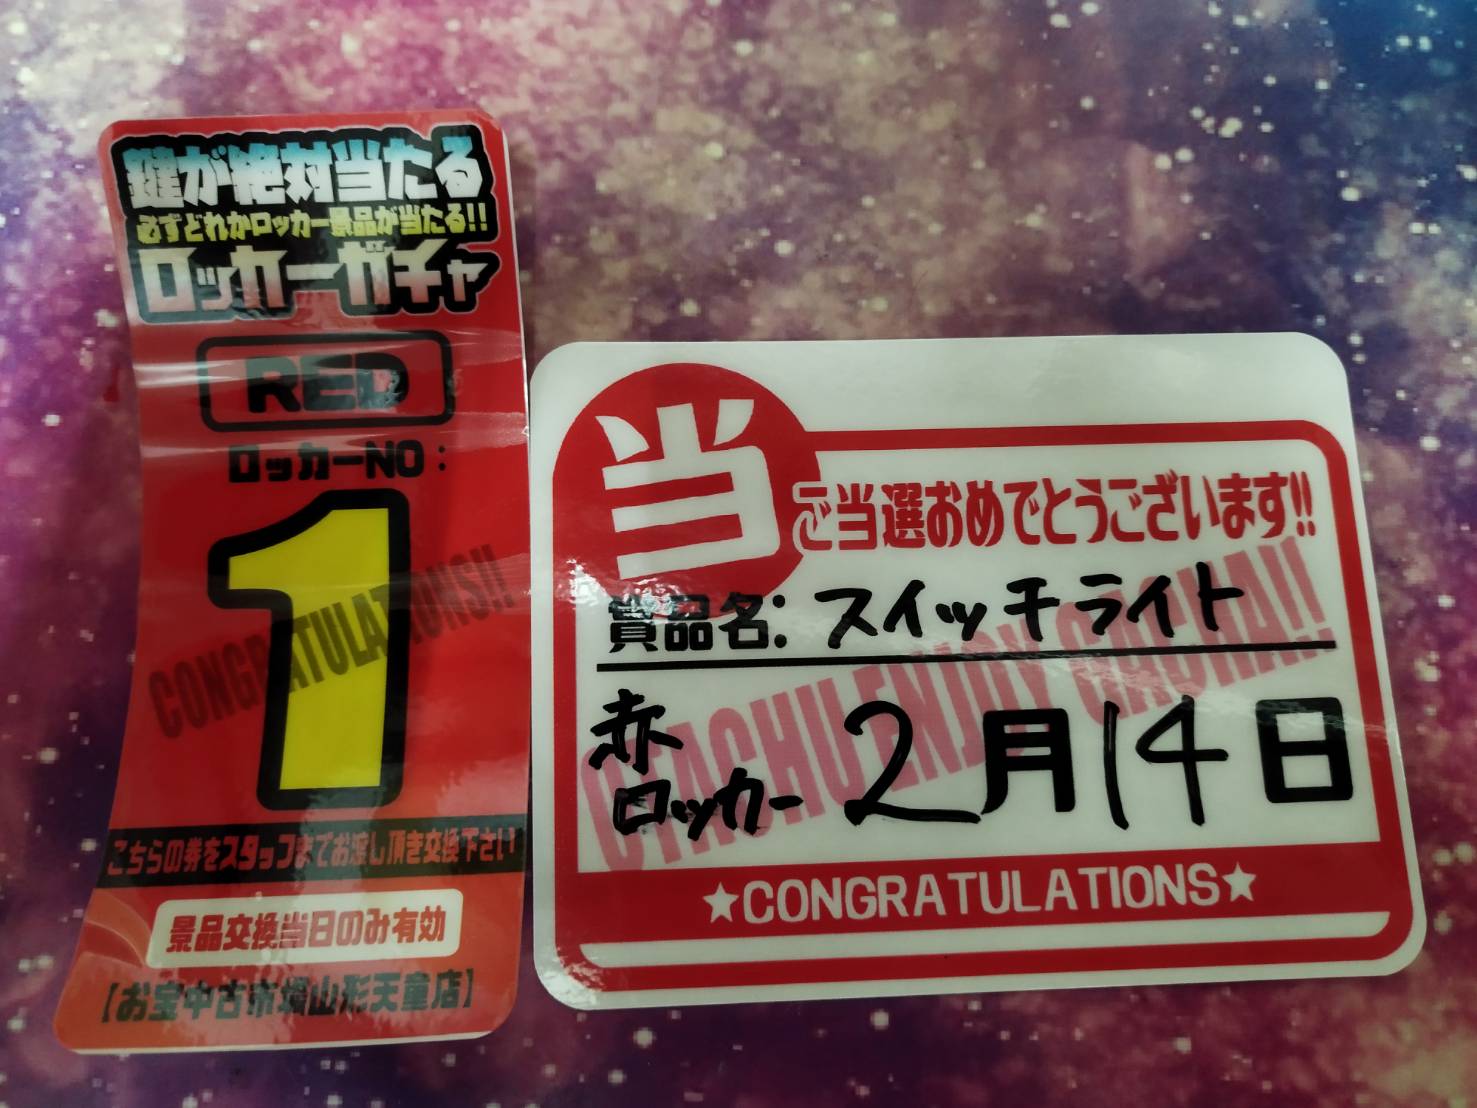 鍵が絶対当たる
必ずどれかロッカー景品が当たる!!
ロッカーガチャ
RED
ロッカーNO:
1
CONGRATULATIONS!!
こちらの券をスタッフまでお渡し頂き交換下さい
景品交換当日のみ有効
【お宝中古市場山形天童店】
当
ご当選おめでとうございます!!
賞品名: スイッチライト
OTACHU ENJOY GACHA!!
赤
ロッカー 2月14日
★CONGRATULATIONS★